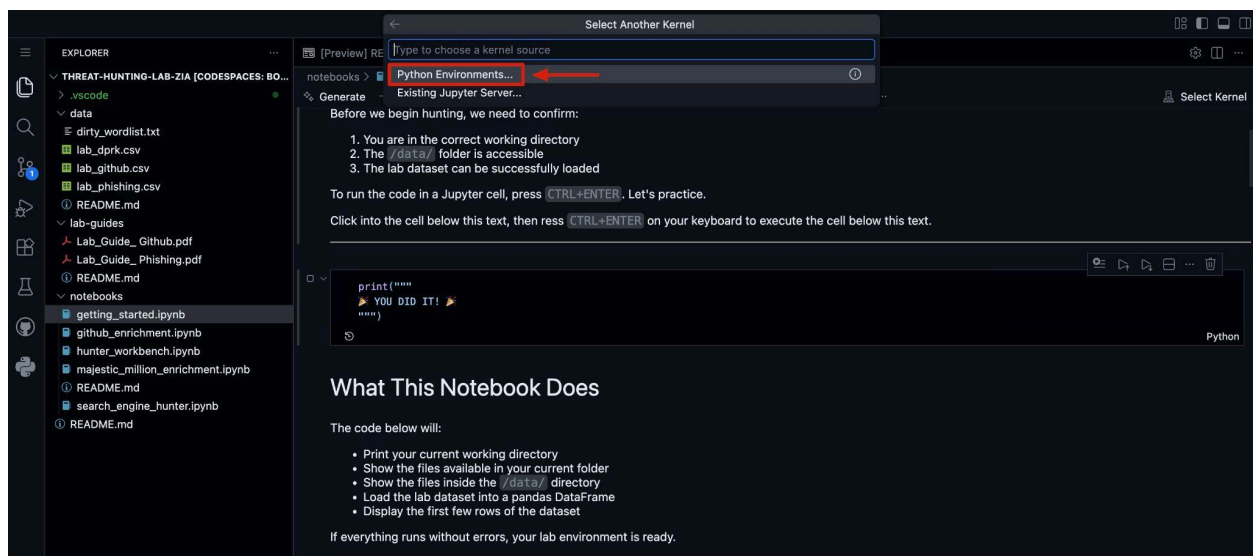 Select Another Kernel
Type to choose a kernel source
Python Environments...
Existing Jupyter Server...
EXPLORER
THREAT-HUNTING-LAB-ZIA [CODESPACES: BO...
.vscode
data
dirty_wordlist.txt
lab_dprk.csv
lab_github.csv
lab_phishing.csv
README.md
lab-guides
Lab_Guide_ Github.pdf
Lab_Guide_ Phishing.pdf
README.md
notebooks
getting_started.ipynb
github_enrichment.ipynb
hunter_workbench.ipynb
majestic_million_enrichment.ipynb
README.md
search_engine_hunter.ipynb
README.md
1
[Preview] RE
notebooks >
Generate
Select Kernel
Before we begin hunting, we need to confirm:
1. You are in the correct working directory
2. The /data/ folder is accessible
3. The lab dataset can be successfully loaded
To run the code in a Jupyter cell, press CTRL+ENTER. Let's practice.
Click into the cell below this text, then ress CTRL+ENTER on your keyboard to execute the cell below this text.
print("""
🎉 YOU DID IT! 🎉
""")
Python
What This Notebook Does
The code below will:
• Print your current working directory
• Show the files available in your current folder
• Show the files inside the /data/ directory
• Load the lab dataset into a pandas DataFrame
• Display the first few rows of the dataset
If everything runs without errors, your lab environment is ready.